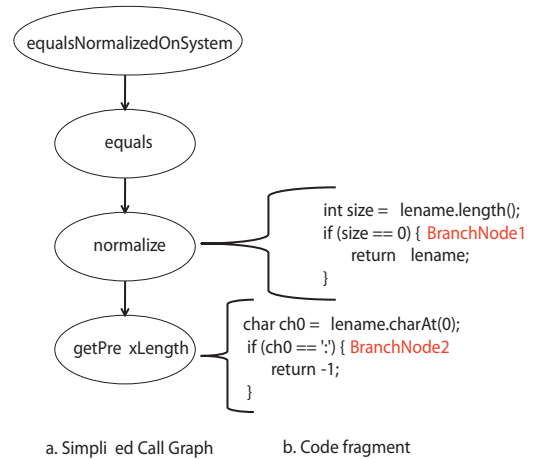 equalsNormalizedOnSystem
equals
normalize
int size = lename.length();
if (size == 0) { BranchNode1
return lename;
}
getPre xLength
char ch0 = lename.charAt(0);
if (ch0 == ':') { BranchNode2
return -1;
}
a. Simpli ed Call Graph
b. Code fragment